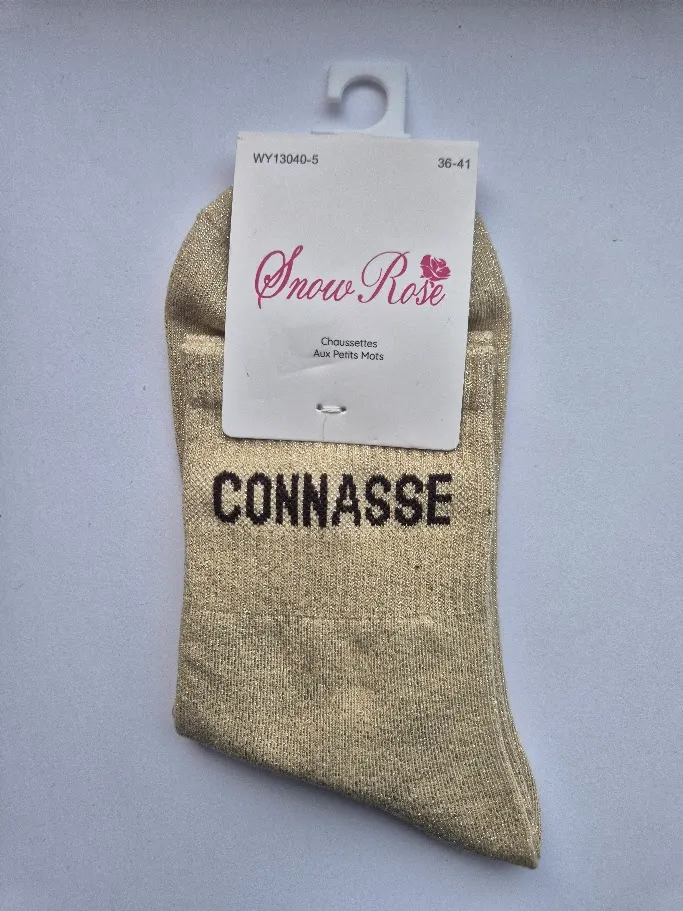 WY13040-5 36-41
Snow Rose
Chaussettes
Aux Petits Mots
CONNASSE